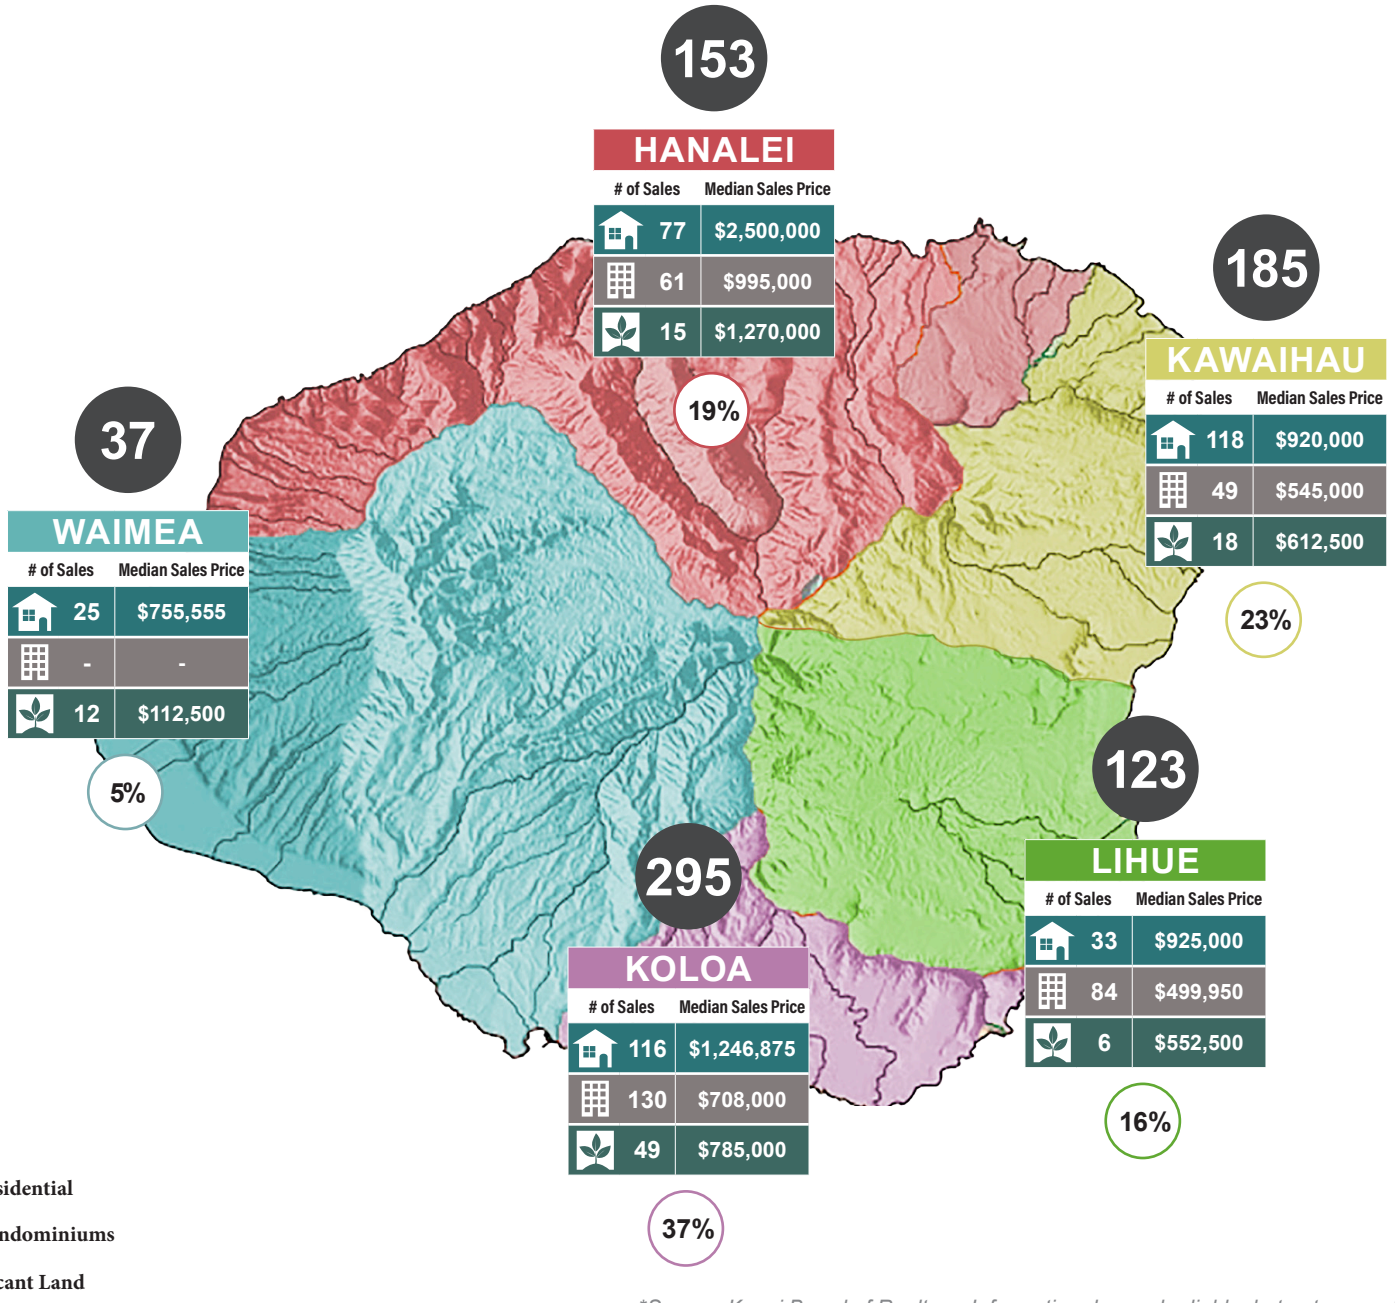 153
HANALEI
# of Sales Median Sales Price
77 $2,500,000
61 $995,000
15 $1,270,000
19%
185
KAWAIHAU
# of Sales Median Sales Price
118 $920,000
49 $545,000
18 $612,500
23%
37
WAIMEA
# of Sales Median Sales Price
25 $755,555
- -
12 $112,500
5%
123
LIHUE
# of Sales Median Sales Price
33 $925,000
84 $499,950
6 $552,500
16%
295
KOLOA
# of Sales Median Sales Price
116 $1,246,875
130 $708,000
49 $785,000
37%
sidential
ndominiums
cant Land